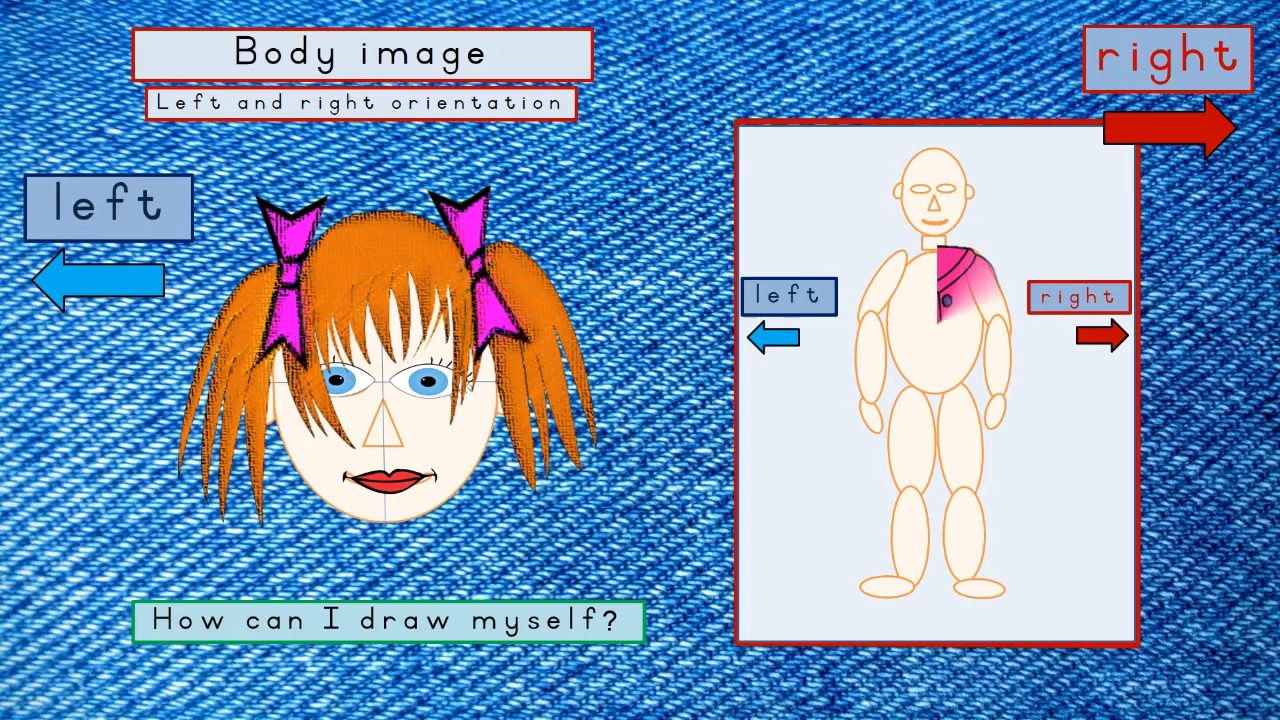 Body image
Left and right orientation
right
left
left
right
How can I draw myself?